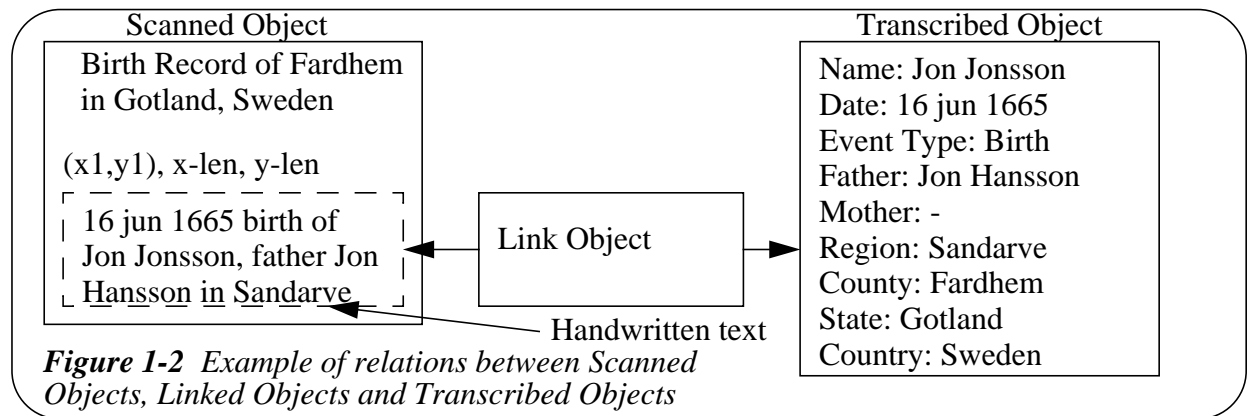 Scanned Object
Birth Record of Fardhem
in Gotland, Sweden
(x1,y1), x-len, y-len
16 jun 1665 birth of
Jon Jonsson, father Jon
Hansson in Sandarve
Link Object
Handwritten text
Transcribed Object
Name: Jon Jonsson
Date: 16 jun 1665
Event Type: Birth
Father: Jon Hansson
Mother: -
Region: Sandarve
County: Fardhem
State: Gotland
Country: Sweden
Figure 1-2 Example of relations between Scanned
Objects, Linked Objects and Transcribed Objects